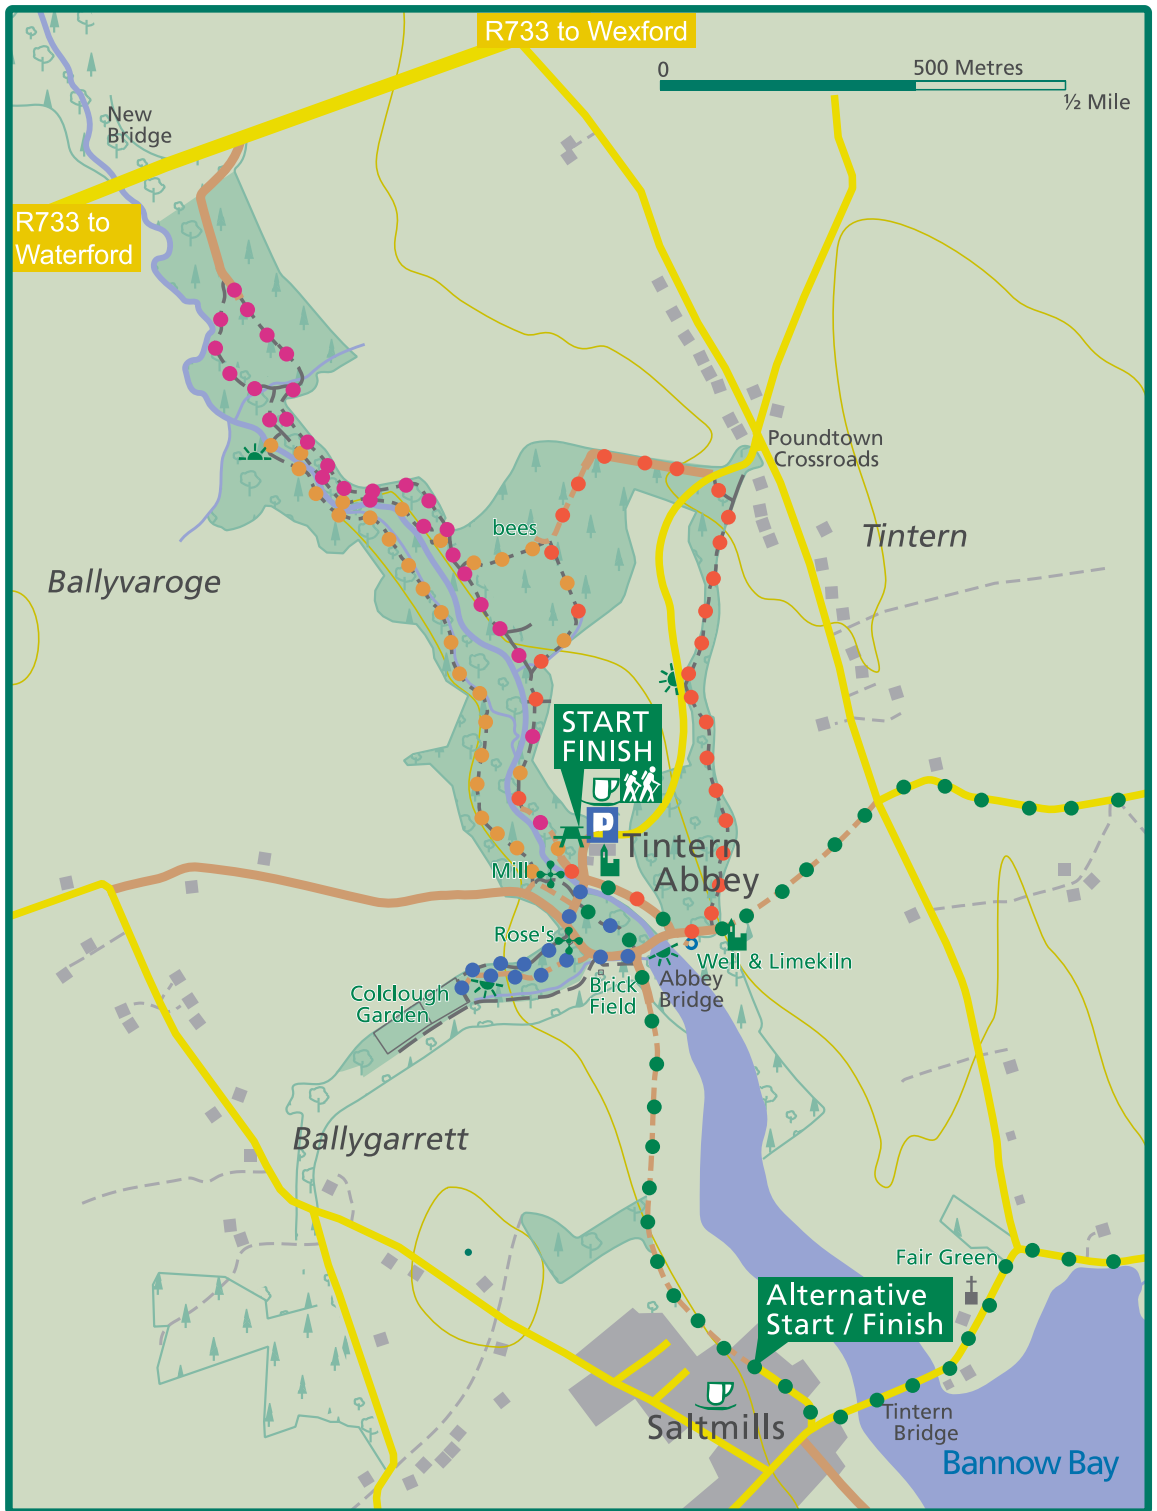 R733 to Wexford
0
500 Metres
½ Mile
New
Bridge
R733 to
Waterford
Poundtown
Crossroads
Tintern
bees
Ballyvaroge
START
FINISH
P
Tintern
Abbey
Mill
Rose's
Well & Limekiln
Colclough
Garden
Brick
Field
Abbey
Bridge
Ballygarrett
Fair Green
Alternative
Start / Finish
Saltmills
Tintern
Bridge
Bannow Bay